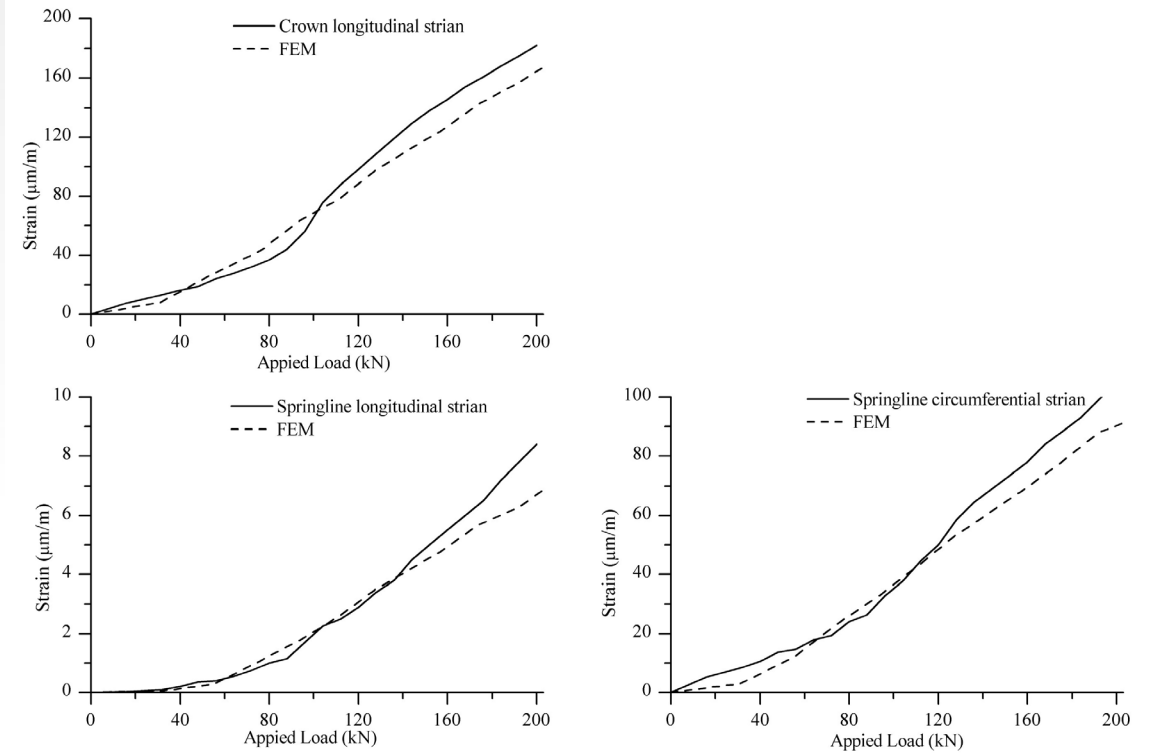 200
160
120
80
40
0
Strain (μm/m)
Crown longitudinal strian
FEM
0 40 80 120 160 200
Appied Load (kN)
10
8
6
4
2
0
Strain (μm/m)
Springline longitudinal strian
FEM
0 40 80 120 160 200
Appied Load (kN)
100
80
60
40
20
0
Strain (μm/m)
Springline circumferential strian
FEM
0 40 80 120 160 200
Appied Load (kN)